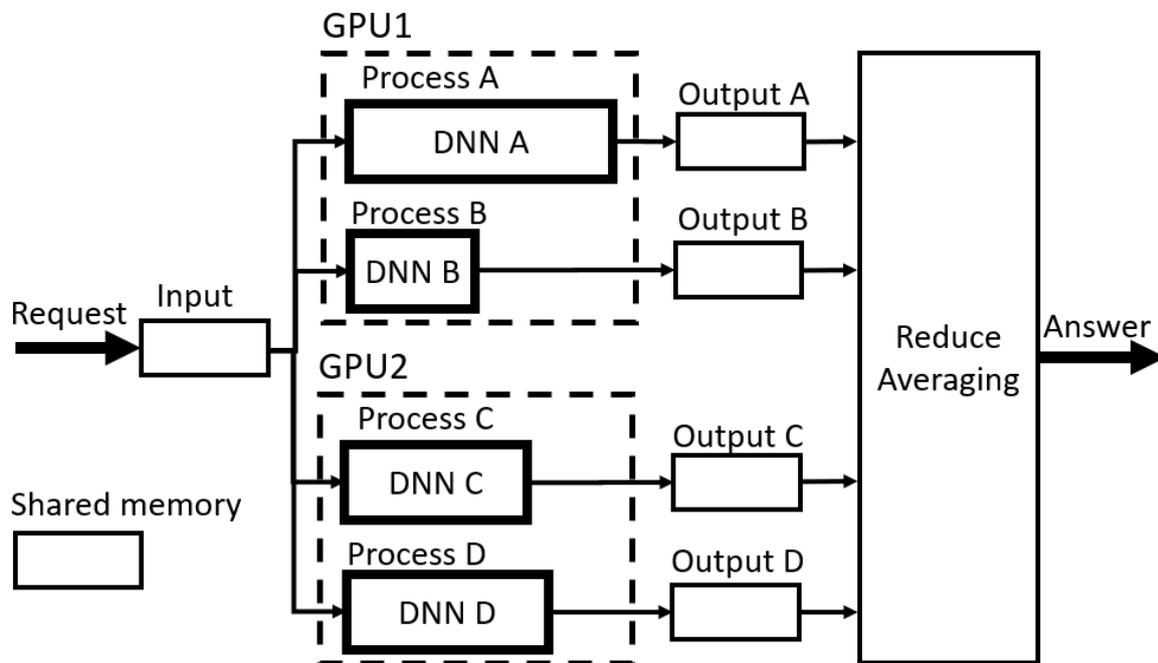 GPU1
Process A
DNN A
Output A
Process B
DNN B
Output B
Request
Input
GPU2
Process C
DNN C
Output C
Process D
DNN D
Output D
Shared memory
Reduce
Averaging
Answer